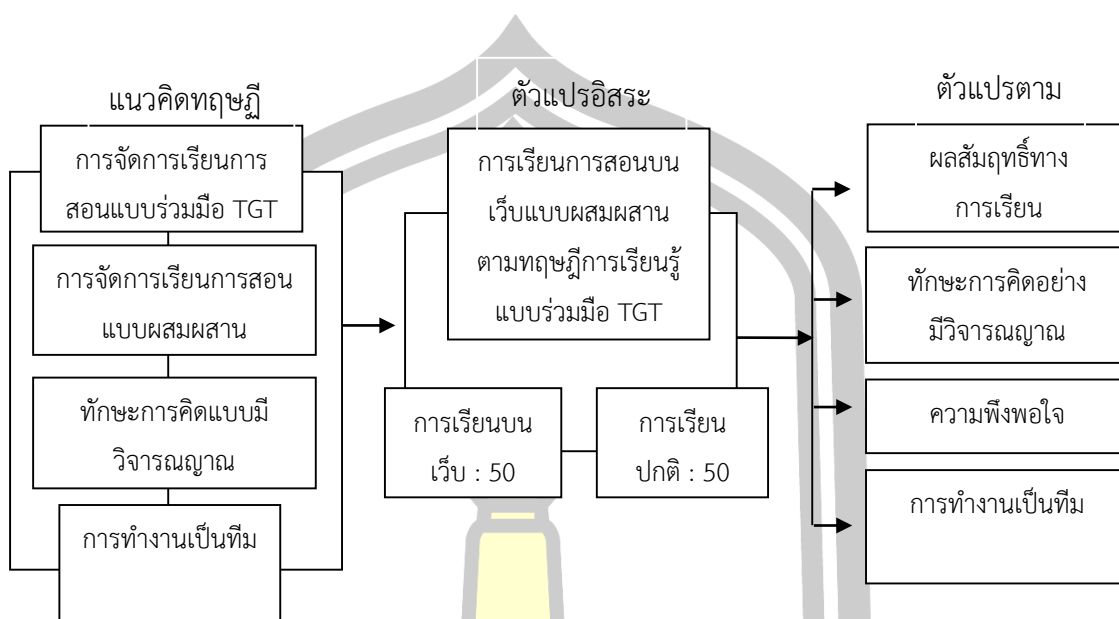 แนวคิดทฤษฏี
การจัดการเรียนการ
สอนแบบร่วมมือ TGT
การจัดการเรียนการสอน
แบบผสมผสาน
ทักษะการคิดแบบมี
วิจารณญาณ
การทำงานเป็นทีม
ตัวแปรอิสระ
การเรียนการสอนบน
เว็บแบบผสมผสาน
ตามทฤษฎีการเรียนรู้
แบบร่วมมือ TGT
การเรียนบน
เว็บ : 50
การเรียน
ปกติ : 50
ตัวแปรตาม
ผลสัมฤทธิ์ทาง
การเรียน
ทักษะการคิดอย่าง
มีวิจารณญาณ
ความพึงพอใจ
การทำงานเป็นทีม